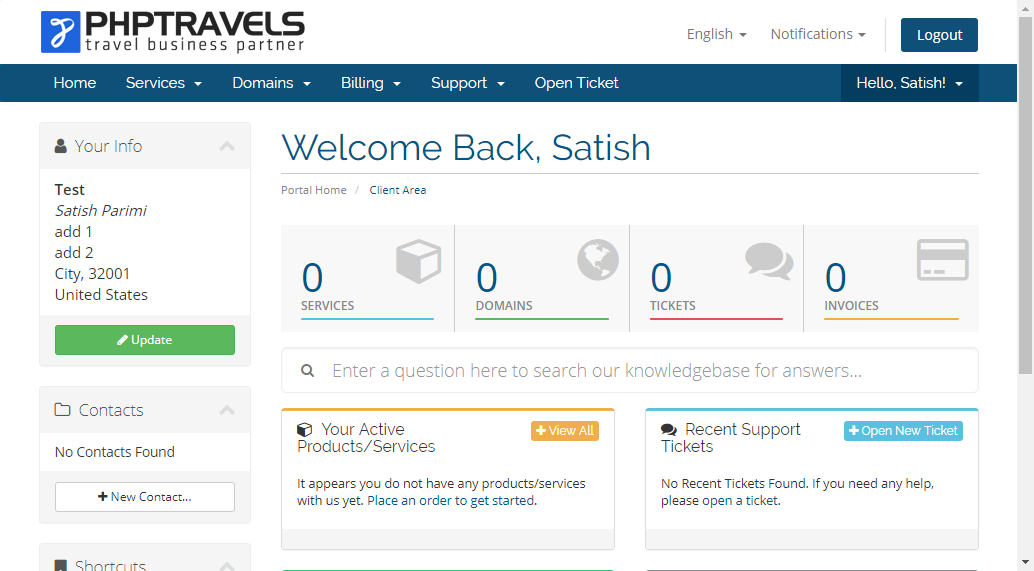 PHPTRAVELS
travel business partner
English
Notifications
Logout
Home
Services
Domains
Billing
Support
Open Ticket
Hello, Satish!
Your Info
Test
Satish Parimi
add 1
add 2
City, 32001
United States
Update
Contacts
No Contacts Found
New Contact...
Shortcuts
Welcome Back, Satish
Portal Home / Client Area
0
SERVICES
0
DOMAINS
0
TICKETS
0
INVOICES
Enter a question here to search our knowledgebase for answers...
Your Active
Products/Services
View All
It appears you do not have any products/services
with us yet. Place an order to get started.
Recent Support
Tickets
Open New Ticket
No Recent Tickets Found. If you need any help,
please open a ticket.